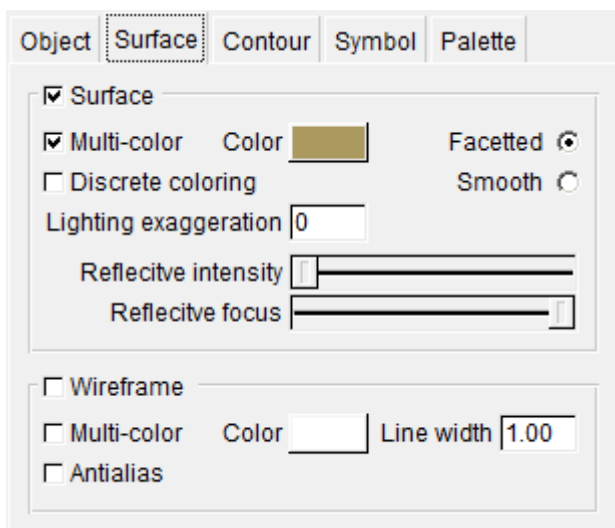 Object Surface Contour Symbol Palette
Surface
Multi-color Color Facetted
Discrete coloring Smooth
Lighting exaggeration 0
Reflecitve intensity
Reflecitve focus
Wireframe
Multi-color Color Line width 1.00
Antialias